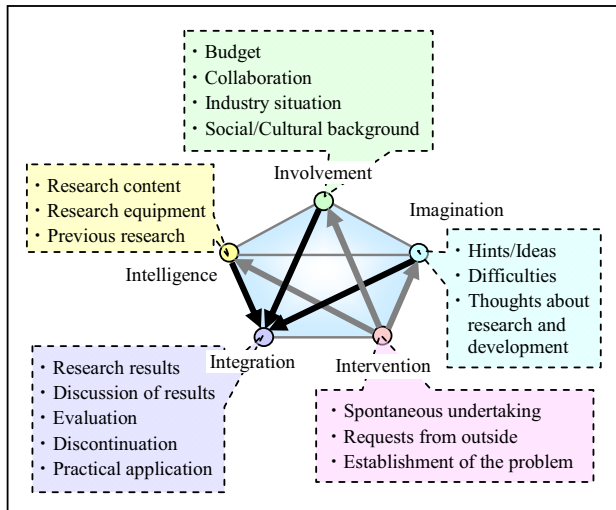 ・Budget
・Collaboration
・Industry situation
・Social/Cultural background
Involvement
・Research content
・Research equipment
・Previous research
Imagination
・Hints/Ideas
・Difficulties
・Thoughts about
research and
development
Intelligence
Integration
Intervention
・Research results
・Discussion of results
・Evaluation
・Discontinuation
・Practical application
・Spontaneous undertaking
・Requests from outside
・Establishment of the problem